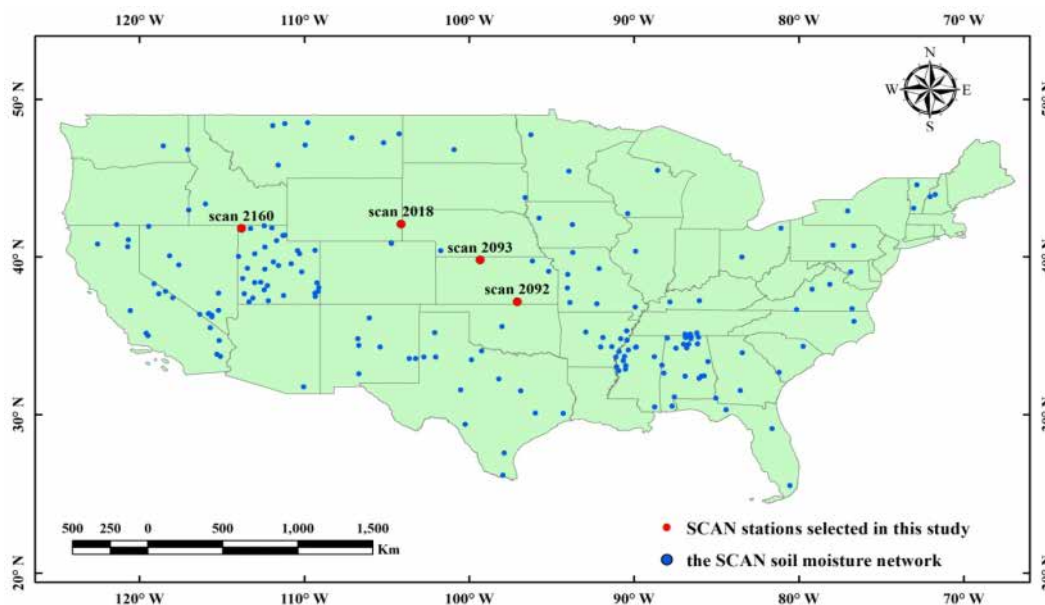 120° W 110° W 100° W 90° W 80° W 70° W
N
W E
S
50° N
scan 2160
scan 2018
40° N
scan 2093
scan 2092
30° N
500 250 0 500 1,000 1,500
Km
SCAN stations selected in this study
the SCAN soil moisture network
20° N
120° W 110° W 100° W 90° W 80° W 70° W